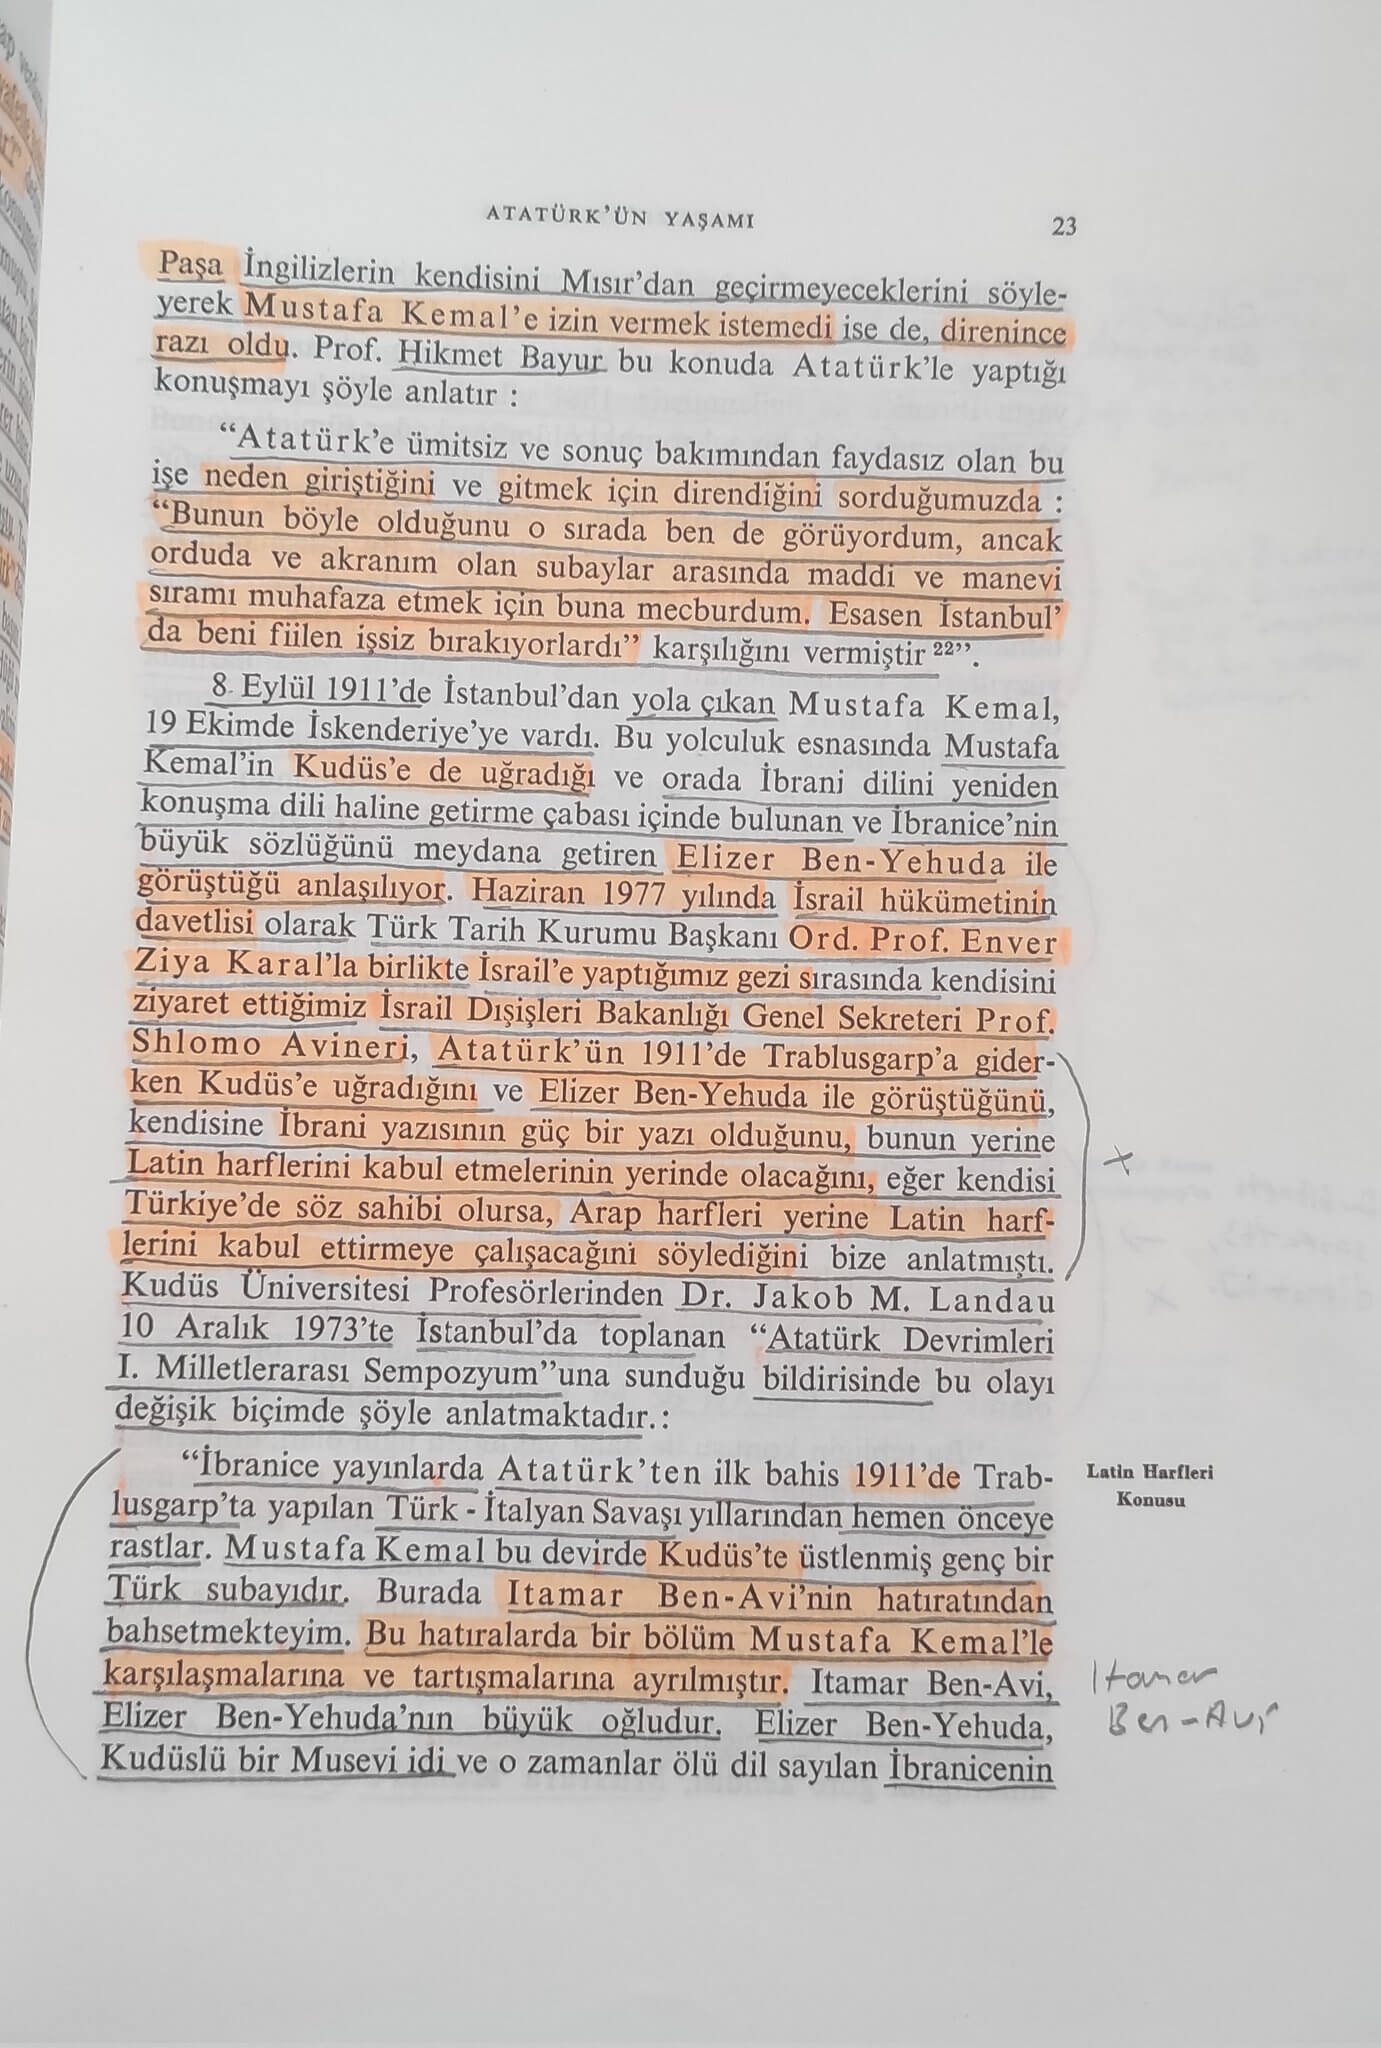 ATATÜRK'ÜN YAŞAMI 23
Paşa İngilizlerin kendisini Mısır'dan geçirmeyeceklerini söyle-
yerek Mustafa Kemal'e izin vermek istemedi ise de, direnince
razı oldu. Prof. Hikmet Bayur bu konuda Atatürk'le yaptığı
konuşmayı şöyle anlatır :
“Atatürk'e ümitsiz ve sonuç bakımından faydasız olan bu
işe neden giriştiğini ve gitmek için direndiğini sorduğumuzda :
“Bunun böyle olduğunu o sırada ben de görüyordum, ancak
orduda ve akranım olan subaylar arasında maddi ve manevi
sıramı muhafaza etmek için buna mecburdum. Esasen İstanbul'
da beni fiilen işsiz bırakıyorlardı” karşılığını vermiştir 22”.
8 Eylül 1911'de İstanbul'dan yola çıkan Mustafa Kemal,
19 Ekimde İskenderiye'ye vardı. Bu yolculuk esnasında Mustafa
Kemal'in Kudüs'e de uğradığı ve orada İbrani dilini yeniden
konuşma dili haline getirme çabası içinde bulunan ve İbranice'nin
büyük sözlüğünü meydana getiren Elizer Ben-Yehuda ile
görüştüğü anlaşılıyor. Haziran 1977 yılında İsrail hükümetinin
davetlisi olarak Türk Tarih Kurumu Başkanı Ord. Prof. Enver
Ziya Karal'la birlikte İsrail'e yaptığımız gezi sırasında kendisini
ziyaret ettiğimiz İsrail Dışişleri Bakanlığı Genel Sekreteri Prof.
Shlomo Avineri, Atatürk'ün 1911'de Trablusgarp'a gider-
ken Kudüs'e uğradığını ve Elizer Ben-Yehuda ile görüştüğünü,
kendisine İbrani yazısının güç bir yazı olduğunu, bunun yerine
Latin harflerini kabul etmelerinin yerinde olacağını, eğer kendisi
Türkiye'de söz sahibi olursa, Arap harfleri yerine Latin harf-
lerini kabul ettirmeye çalışacağını söylediğini bize anlatmıştı.
Kudüs Üniversitesi Profesörlerinden Dr. Jakob M. Landau
10 Aralık 1973'te İstanbul'da toplanan “Atatürk Devrimleri
I. Milletlerarası Sempozyum”una sunduğu bildirisinde bu olayı
değişik biçimde şöyle anlatmaktadır.:
“İbranice yayınlarda Atatürk'ten ilk bahis 1911'de Trab-
lusgarp'ta yapılan Türk - İtalyan Savaşı yıllarından hemen önceye
rastlar. Mustafa Kemal bu devirde Kudüs'te üstlenmiş genç bir
Türk subayıdır. Burada Itamar Ben-Avi'nin hatıratından
bahsetmekteyim. Bu hatıralarda bir bölüm Mustafa Kemal'le
karşılaşmalarına ve tartışmalarına ayrılmıştır. Itamar Ben-Avi,
Elizer Ben-Yehuda'nın büyük oğludur. Elizer Ben-Yehuda,
Kudüslü bir Musevi idi ve o zamanlar ölü dil sayılan İbranicenin
Latin Harfleri
Konusu
Itamer
Ben-Avi